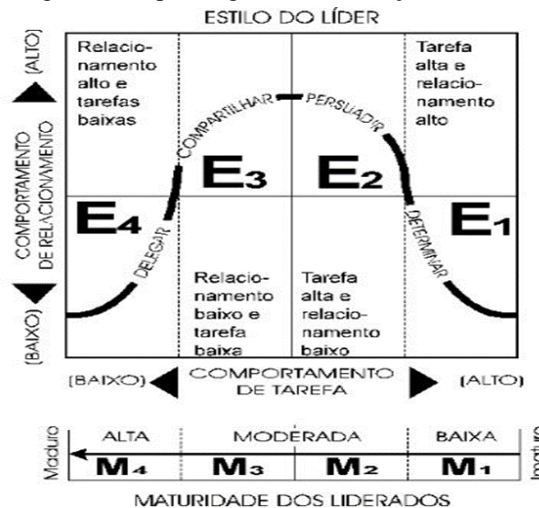 ESTILO DO LÍDER
(ALTO)
COMPORTAMENTO
DE RELACIONAMENTO
(BAIXO)
Relacio-
namento
alto e
tarefas
baixas
Tarefa
alta e
relacio-
namento
alto
COMPARTILHAR
PERSUADIR
E3
E2
E4
E1
DELEGAR
DETERMINAR
Relacio-
namento
baixo e
tarefa
baixa
Tarefa
alta e
relacio-
namento
baixo
(BAIXO)
COMPORTAMENTO
DE TAREFA
(ALTO)
Maduro
ALTA
MODERADA
BAIXA
M4
M3
M2
M1
Imaturo
MATURIDADE DOS LIDERADOS